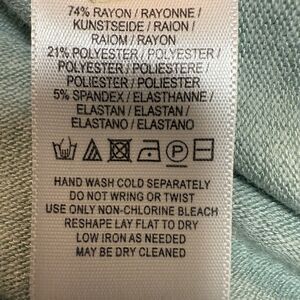 74% RAYON / RAYONNE /
KUNSTSEIDE / RAION /
RAIOM / RAYON
21% POLYESTER / POLYESTER /
POLYESTER / POLIESTERE /
POLIESTER / POLIESTER
5% SPANDEX / ELASTHANNE /
ELASTAN / ELASTAN /
ELASTANO / ELASTANO
P
HAND WASH COLD SEPARATELY
DO NOT WRING OR TWIST
USE ONLY NON-CHLORINE BLEACH
RESHAPE LAY FLAT TO DRY
LOW IRON AS NEEDED
MAY BE DRY CLEANED